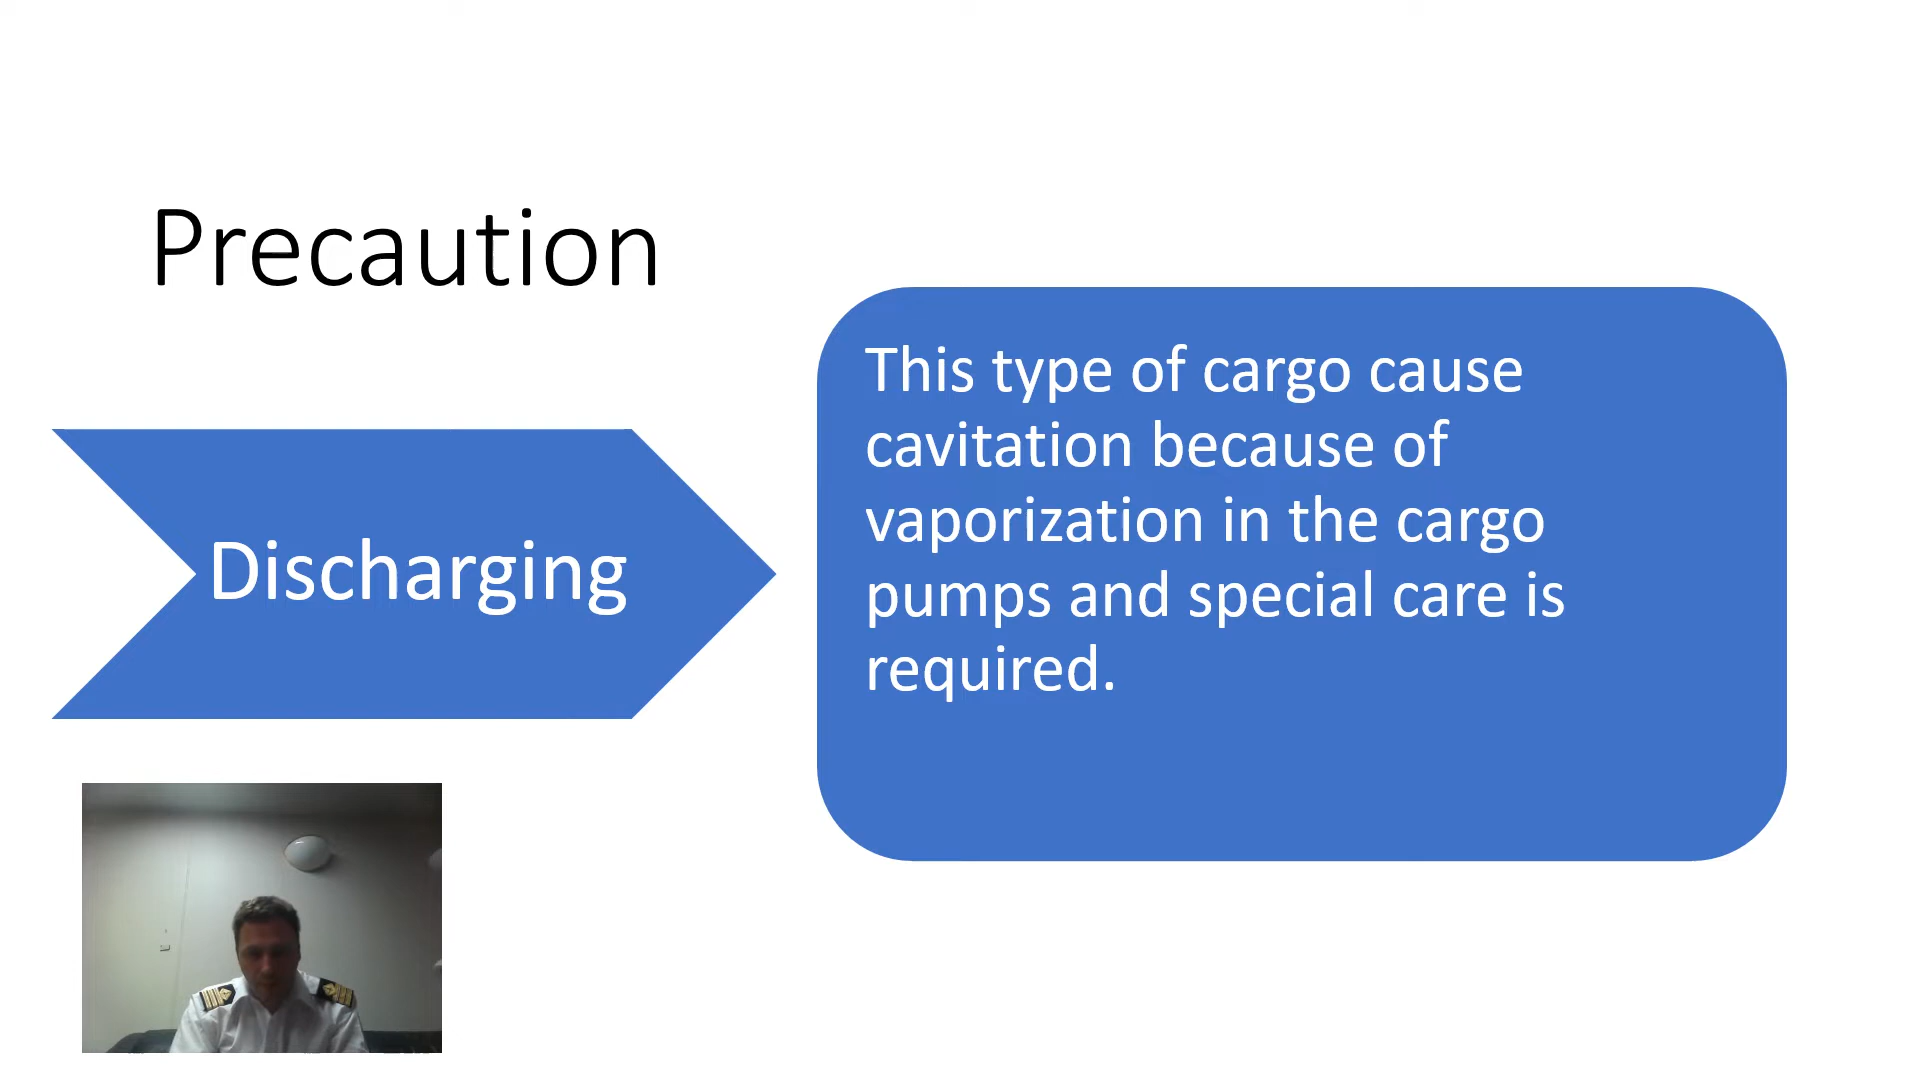 Precaution
Discharging
This type of cargo cause
cavitation because of
vaporization in the cargo
pumps and special care is
required.